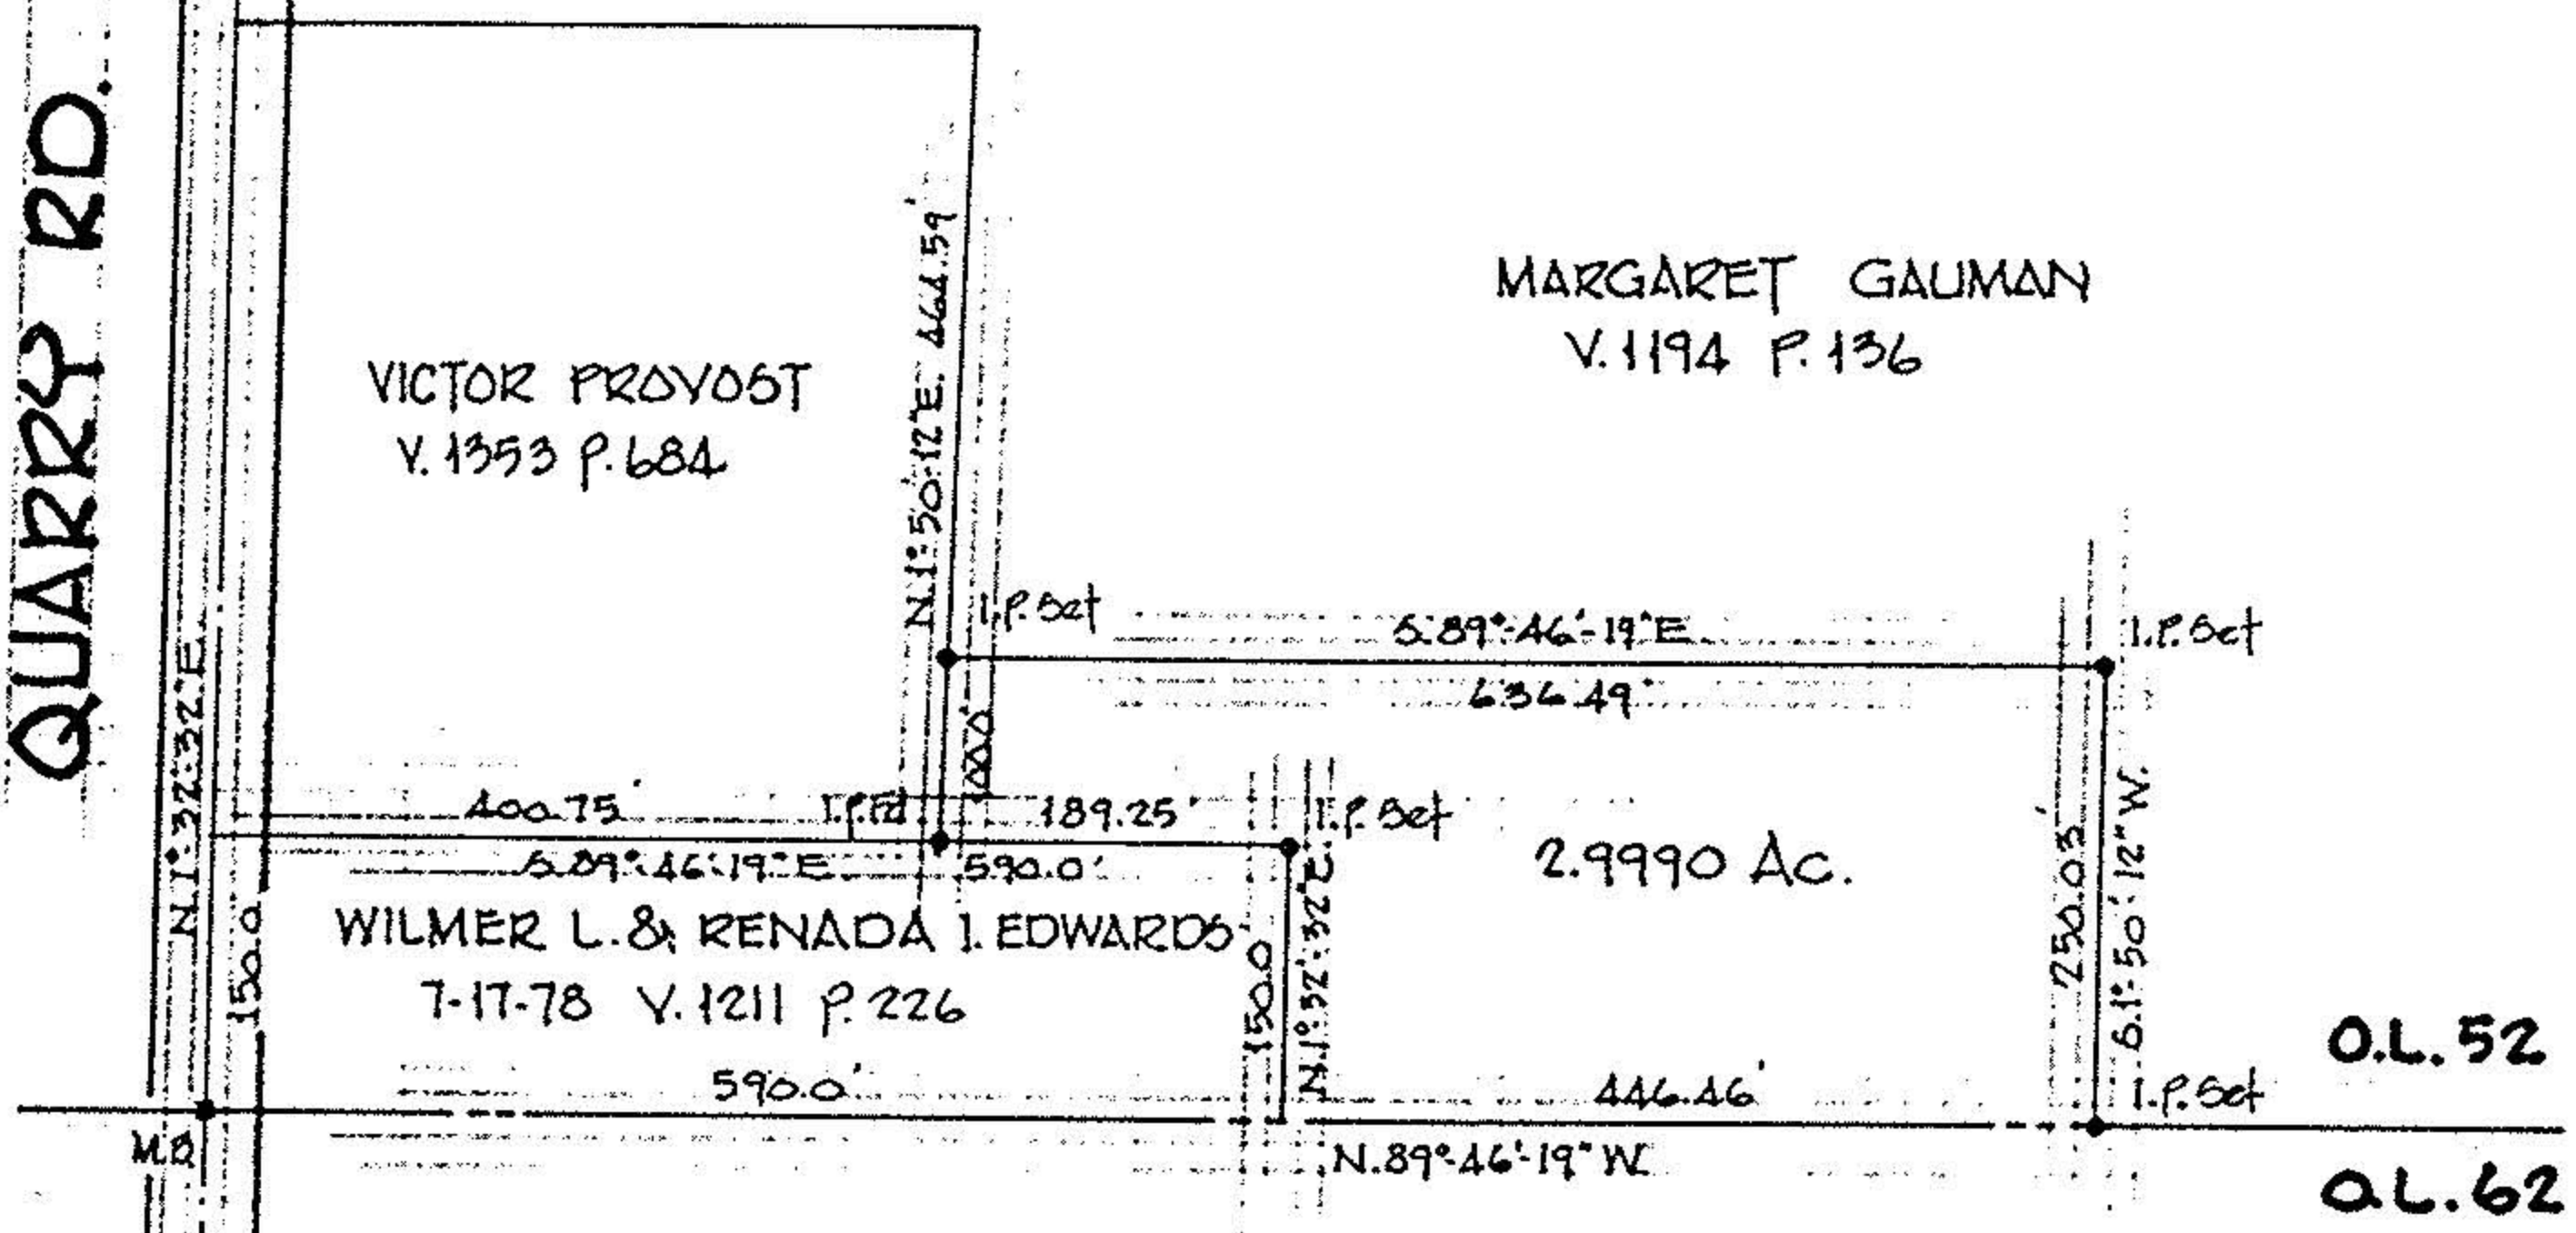 QUARRY RD.
VICTOR PROVOST
V. 1353 P. 684
N. 1°-50'-12" E. 464.59'
MARGARET GAUMAN
V. 1194 P. 136
I.P. Set
S. 89°-46'-19" E
636.49'
I.P. Set
100.0'
N. 1°-32'-32" E.
400.75'
I.P. Fd.
189.25'
I.P. Set
S. 89°-46'-19" E
590.0'
2.9990 AC.
250.03'
S. 1°-50'-12" W.
WILMER L. & RENADA I. EDWARDS
7-17-78 V. 1211 P. 226
150.0
150.0
N. 1°-32'-32" E.
590.0'
446.46'
I.P. Set
O.L. 52
N. 89°-46'-19" W.
O.L. 62